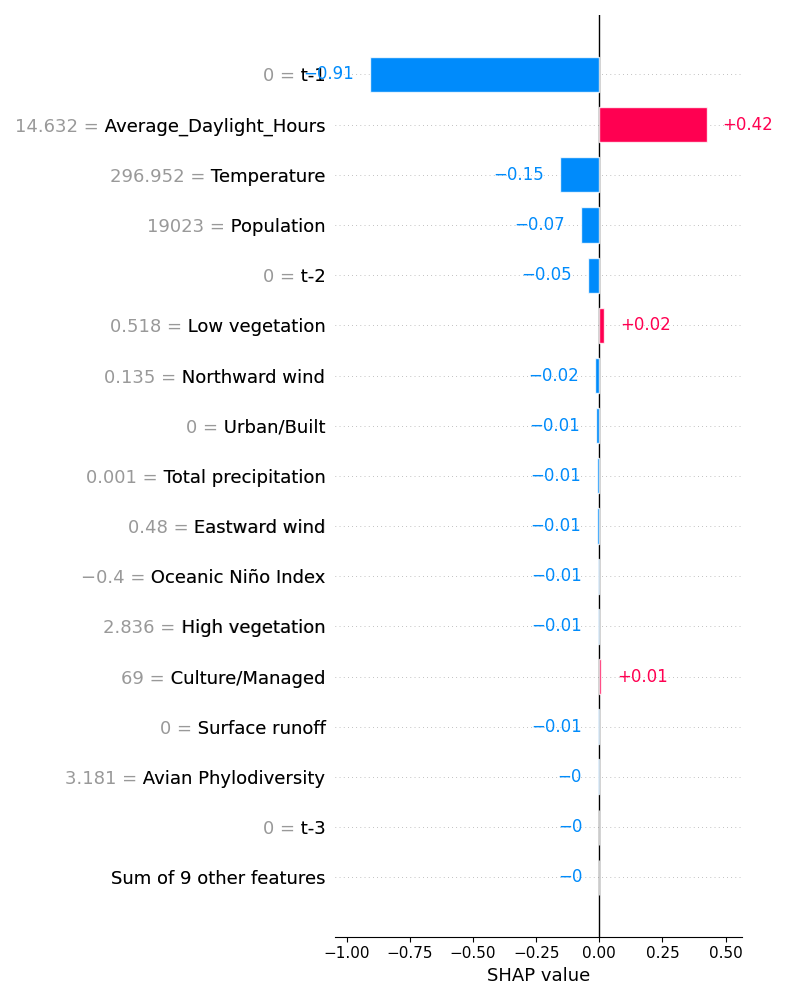 0 = t-1 −0.91
14.632 = Average_Daylight_Hours +0.42
296.952 = Temperature −0.15
19023 = Population −0.07
0 = t-2 −0.05
0.518 = Low vegetation +0.02
0.135 = Northward wind −0.02
0 = Urban/Built −0.01
0.001 = Total precipitation −0.01
0.48 = Eastward wind −0.01
−0.4 = Oceanic Niño Index −0.01
2.836 = High vegetation −0.01
69 = Culture/Managed +0.01
0 = Surface runoff −0.01
3.181 = Avian Phylodiversity −0
0 = t-3 −0
Sum of 9 other features −0
−1.00 −0.75 −0.50 −0.25 0.00 0.25 0.50
SHAP value